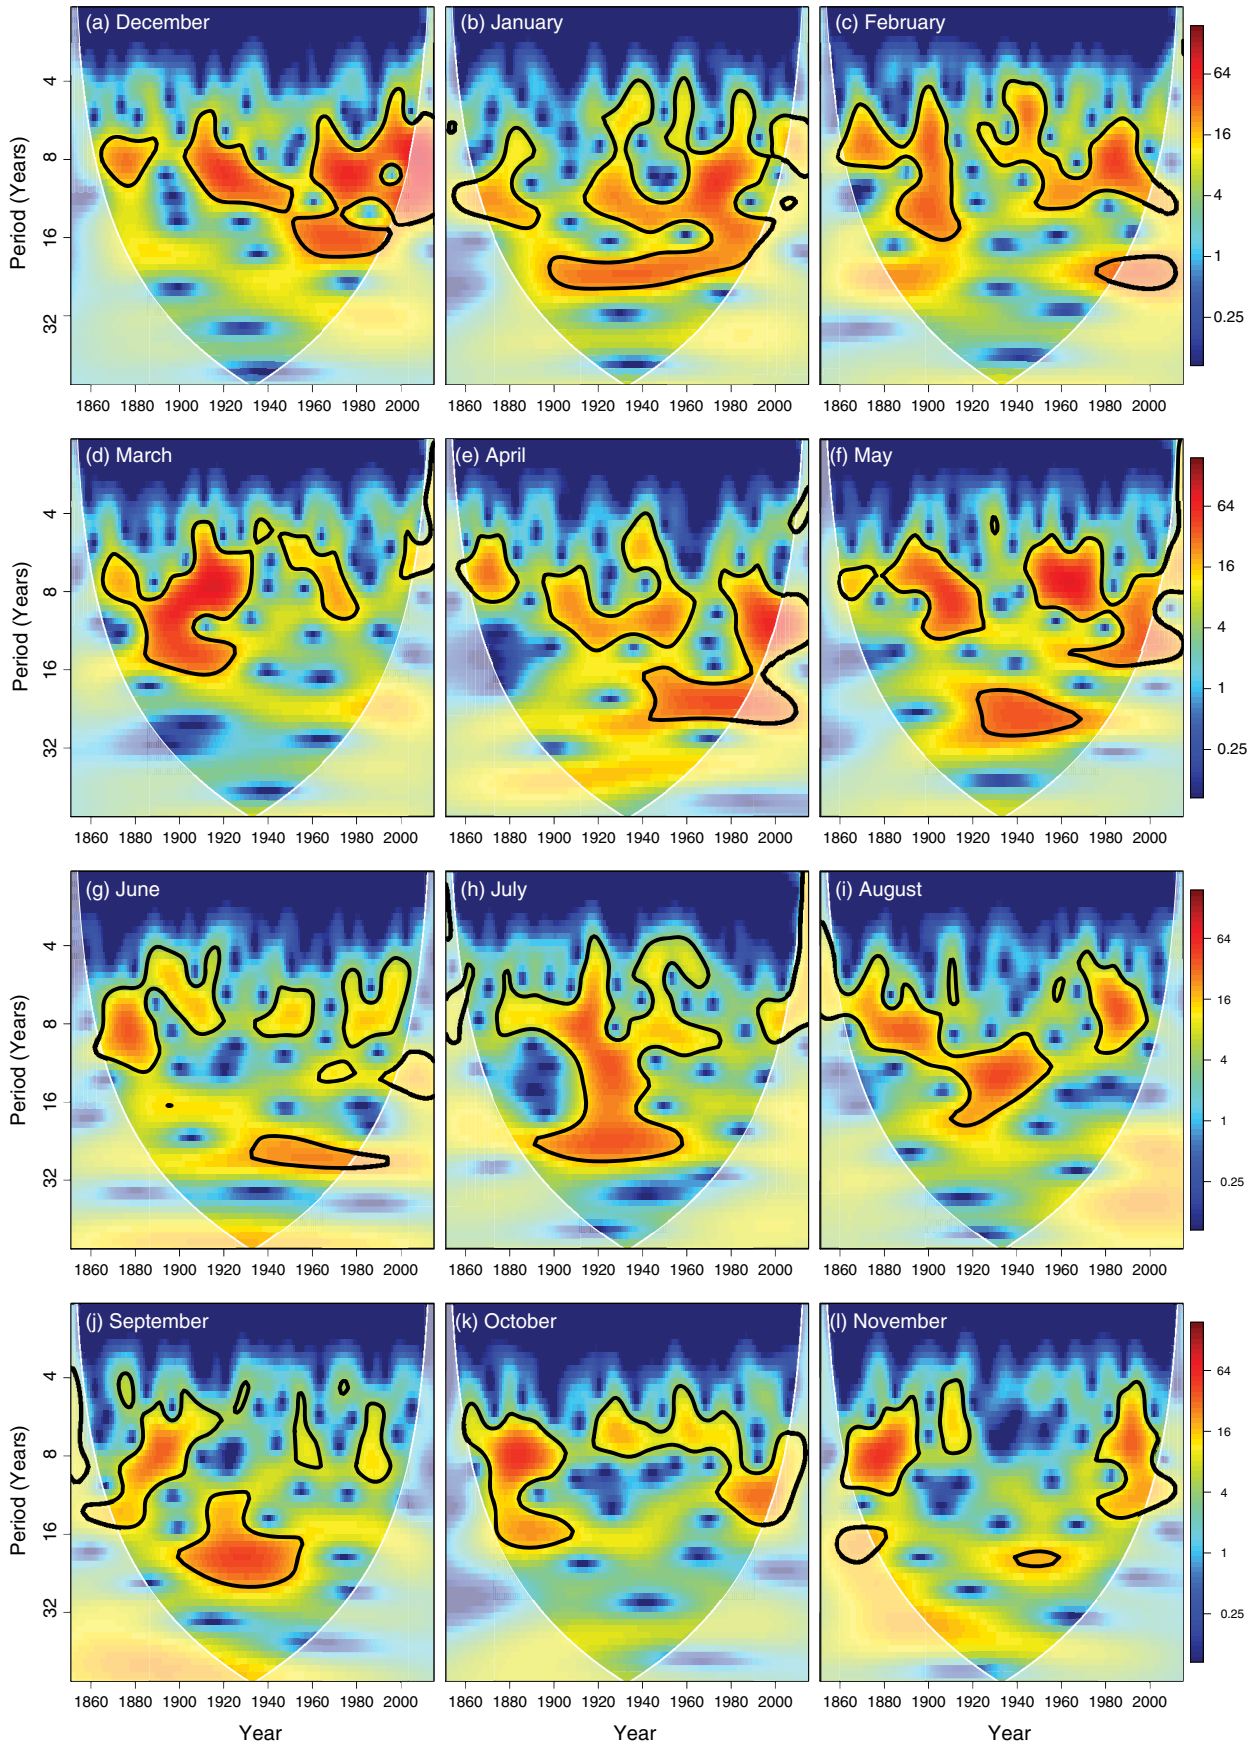 (a) December (b) January (c) February
Period (Years)
4
8
16
32
64
16
4
1
0.25
1860 1880 1900 1920 1940 1960 1980 2000 1860 1880 1900 1920 1940 1960 1980 2000 1860 1880 1900 1920 1940 1960 1980 2000
(d) March (e) April (f) May
Period (Years)
4
8
16
32
64
16
4
1
0.25
1860 1880 1900 1920 1940 1960 1980 2000 1860 1880 1900 1920 1940 1960 1980 2000 1860 1880 1900 1920 1940 1960 1980 2000
(g) June (h) July (i) August
Period (Years)
4
8
16
32
64
16
4
1
0.25
1860 1880 1900 1920 1940 1960 1980 2000 1860 1880 1900 1920 1940 1960 1980 2000 1860 1880 1900 1920 1940 1960 1980 2000
(j) September (k) October (l) November
Period (Years)
4
8
16
32
64
16
4
1
0.25
1860 1880 1900 1920 1940 1960 1980 2000 1860 1880 1900 1920 1940 1960 1980 2000 1860 1880 1900 1920 1940 1960 1980 2000
Year Year Year